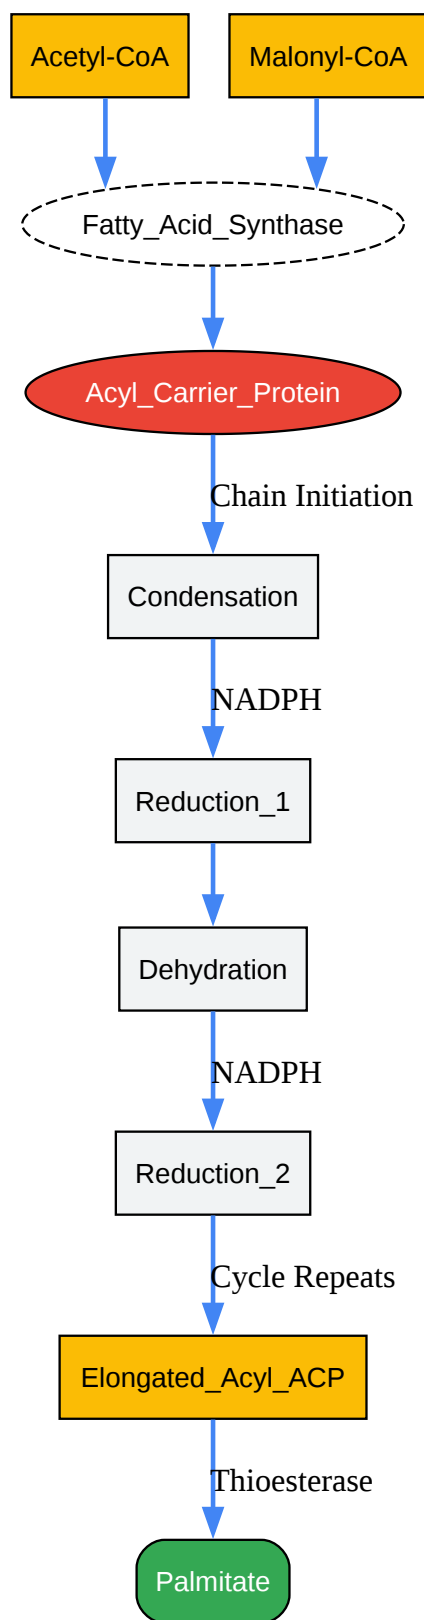 Acetyl-CoA
Malonyl-CoA
Fatty_Acid_Synthase
Acyl_Carrier_Protein
Chain Initiation
Condensation
NADPH
Reduction_1
Dehydration
NADPH
Reduction_2
Cycle Repeats
Elongated_Acyl_ACP
Thioesterase
Palmitate